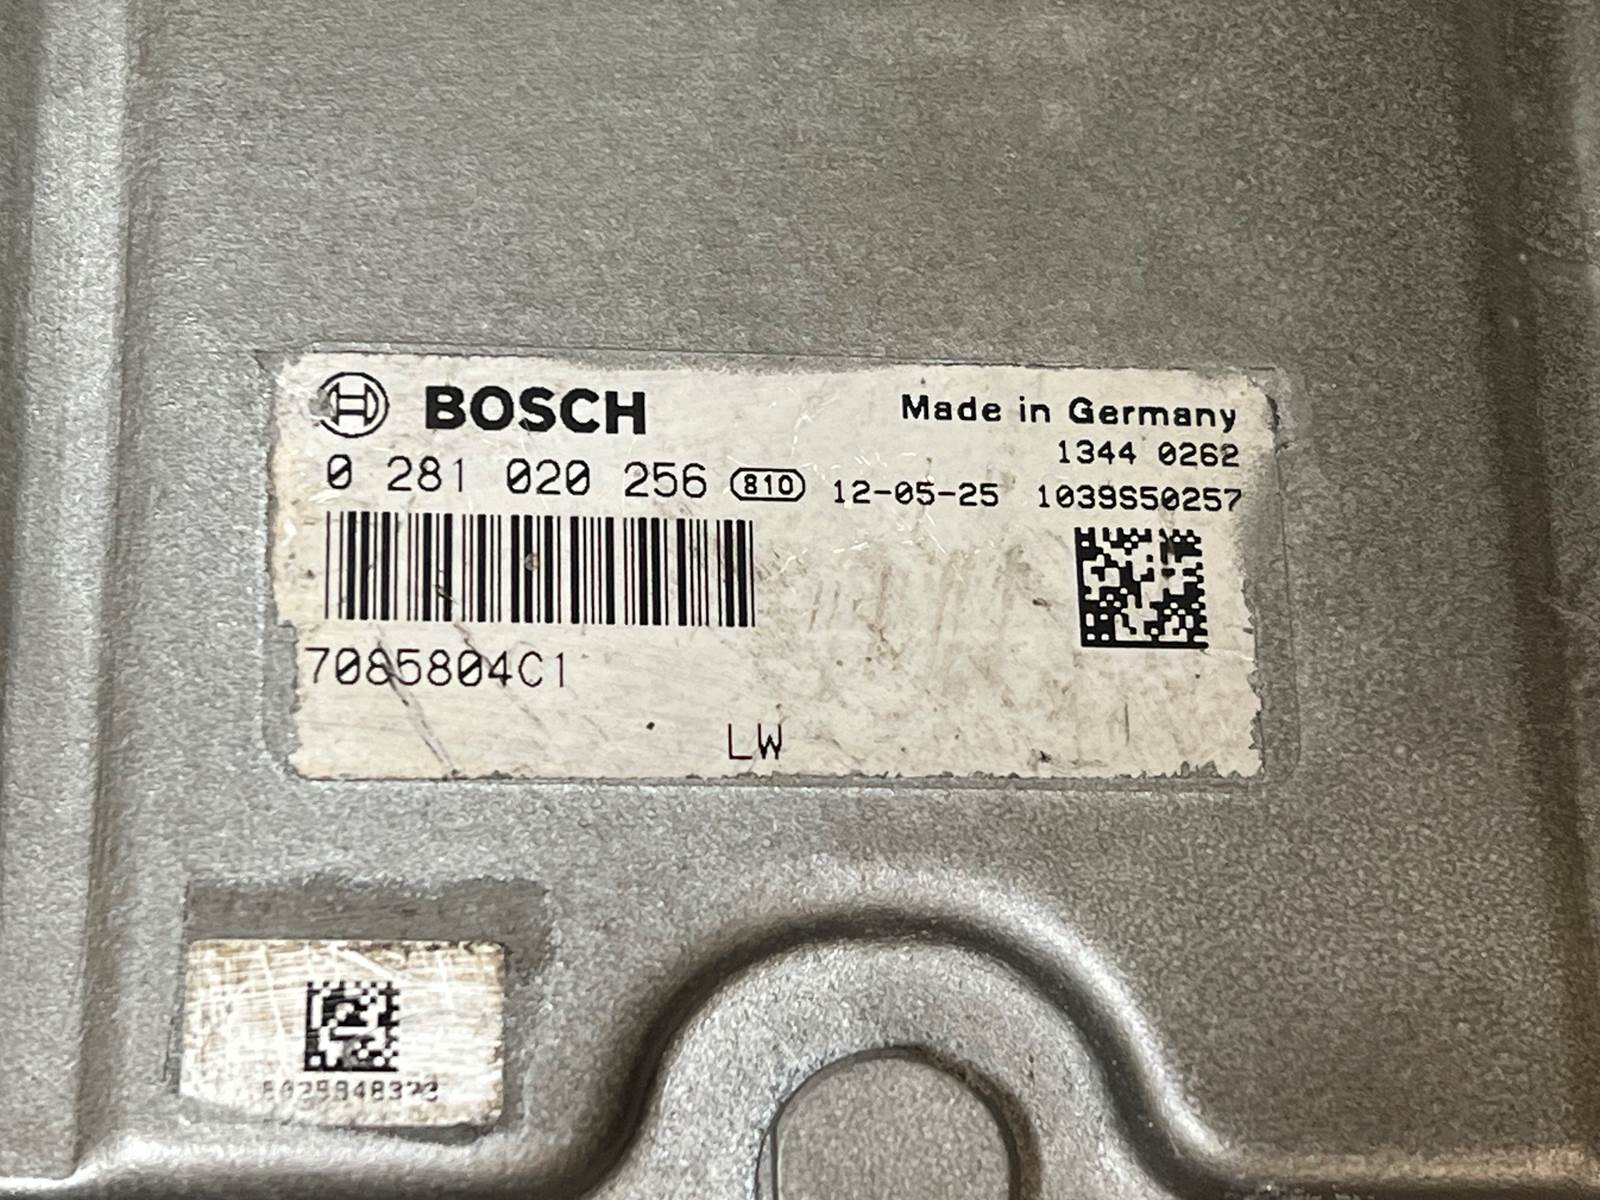 BOSCH
Made in Germany
1344 0262
0 281 020 256 810 12-05-25 1039S50257
7085804C1
LW